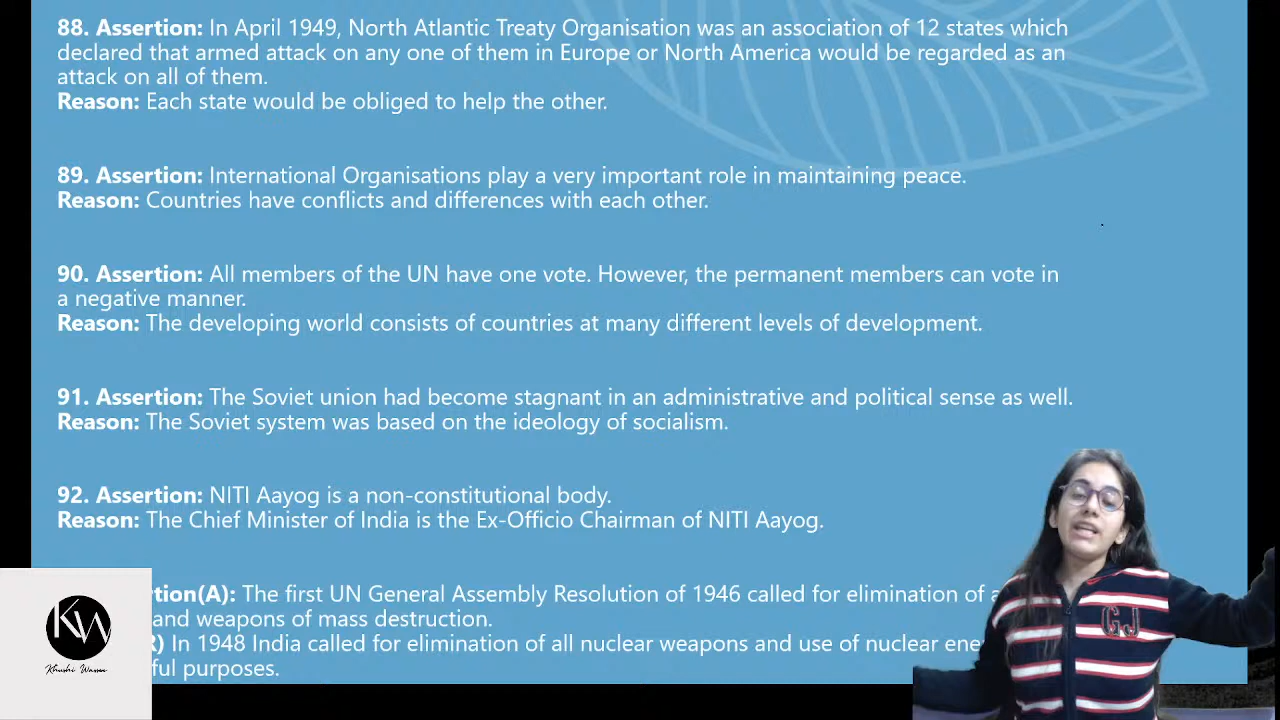 88. Assertion: In April 1949, North Atlantic Treaty Organisation was an association of 12 states which
declared that armed attack on any one of them in Europe or North America would be regarded as an
attack on all of them.
Reason: Each state would be obliged to help the other.
89. Assertion: International Organisations play a very important role in maintaining peace.
Reason: Countries have conflicts and differences with each other.
90. Assertion: All members of the UN have one vote. However, the permanent members can vote in
a negative manner.
Reason: The developing world consists of countries at many different levels of development.
91. Assertion: The Soviet union had become stagnant in an administrative and political sense as well.
Reason: The Soviet system was based on the ideology of socialism.
92. Assertion: NITI Aayog is a non-constitutional body.
Reason: The Chief Minister of India is the Ex-Officio Chairman of NITI Aayog.
The first UN General Assembly Resolution of 1946 called for elimination of
and weapons of mass destruction.
In 1948 India called for elimination of all nuclear weapons and use of nuclear
purposes.
KW
Khushi Wassan
GJ